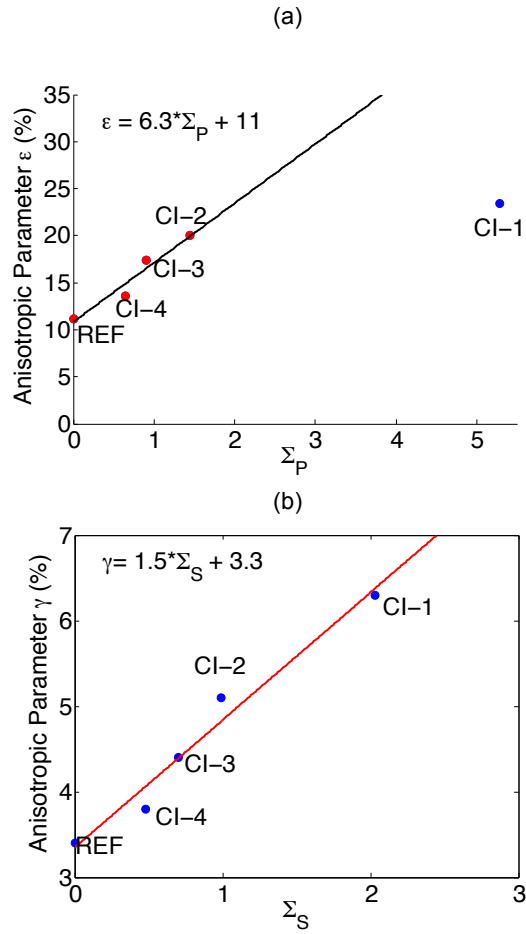 (a)
35
30
25
20
15
10
5
0
Anisotropic Parameter ε (%)
ε = 6.3*Σ_P + 11
CI−2
CI−1
CI−3
CI−4
REF
0 1 2 3 4 5
Σ_P
(b)
7
6
5
4
3
Anisotropic Parameter γ (%)
γ= 1.5*Σ_S + 3.3
CI−1
CI−2
CI−3
CI−4
REF
0 1 2 3
Σ_S